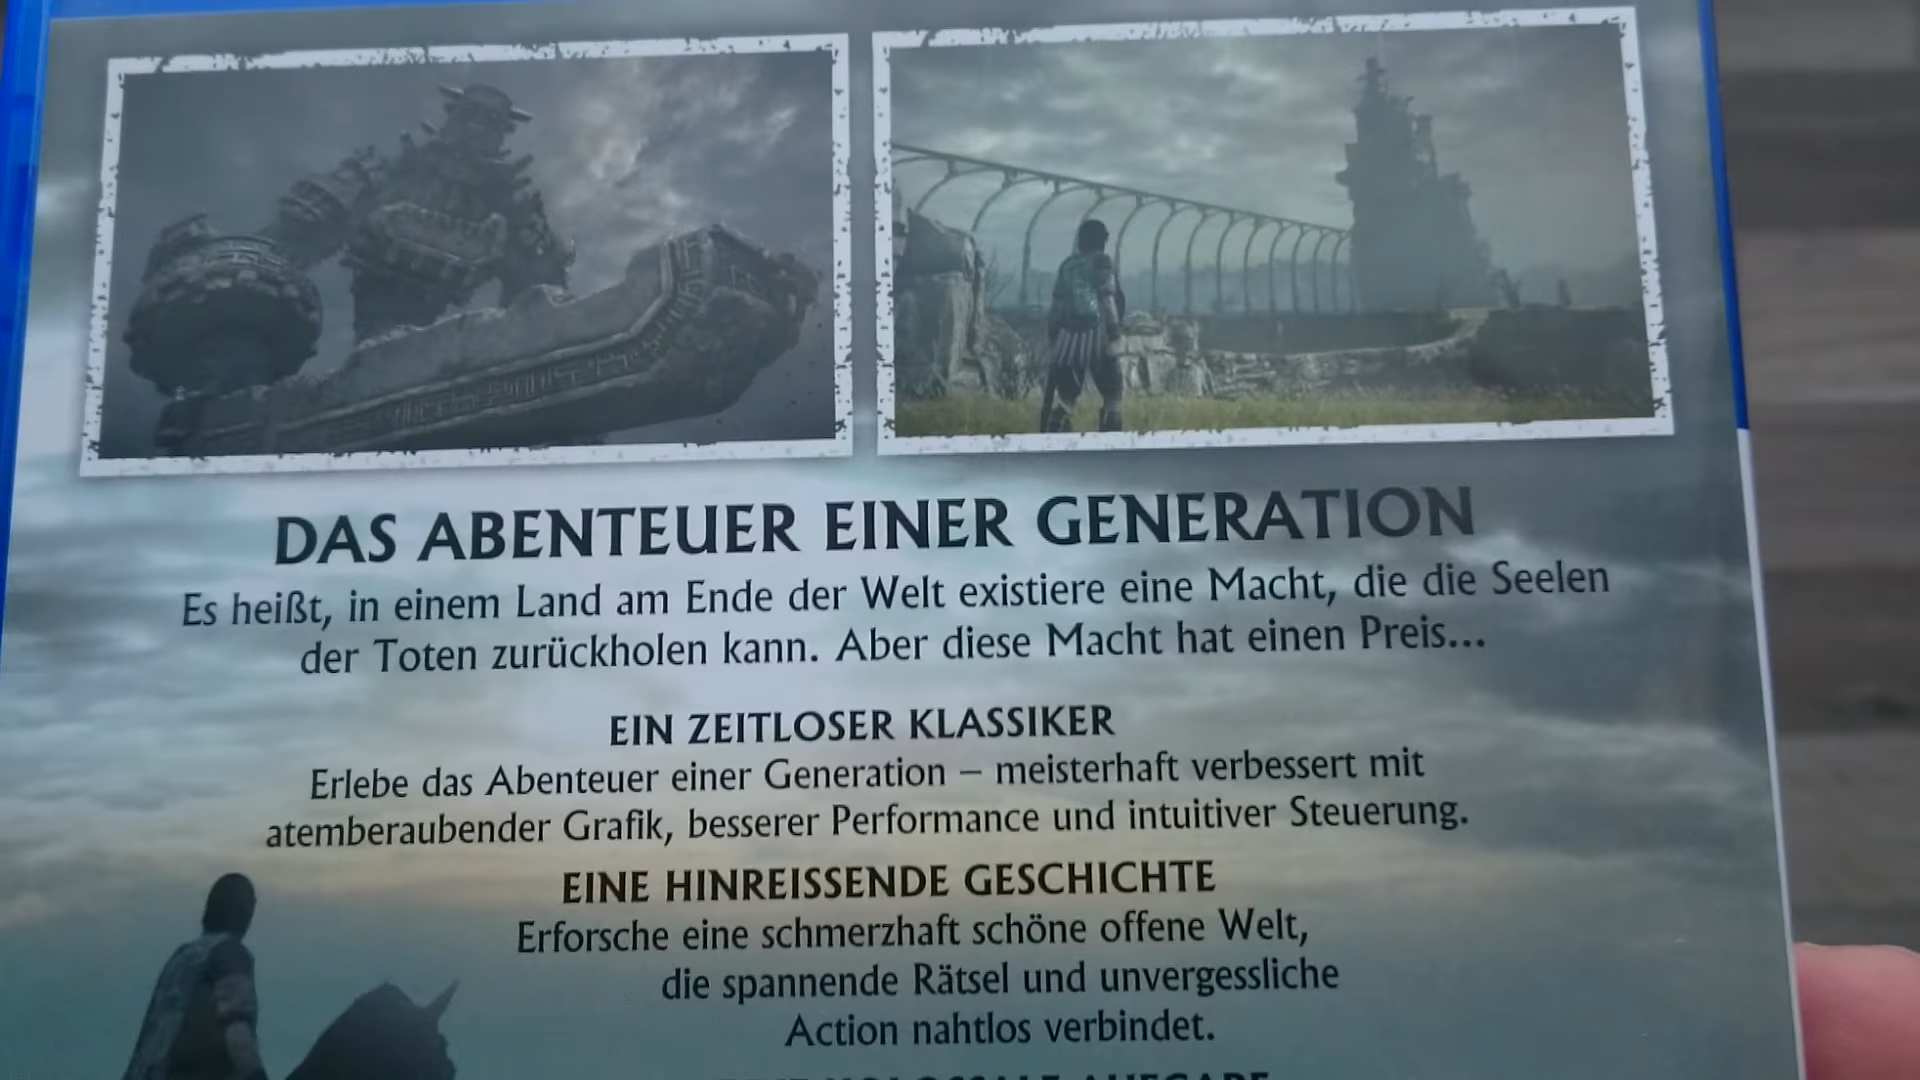 DAS ABENTEUER EINER GENERATION
Es heißt, in einem Land am Ende der Welt existiere eine Macht, die die Seelen
der Toten zurückholen kann. Aber diese Macht hat einen Preis...
EIN ZEITLOSER KLASSIKER
Erlebe das Abenteuer einer Generation – meisterhaft verbessert mit
atemberaubender Grafik, besserer Performance und intuitiver Steuerung.
EINE HINREISSENDE GESCHICHTE
Erforsche eine schmerzhaft schöne offene Welt,
die spannende Rätsel und unvergessliche
Action nahtlos verbindet.